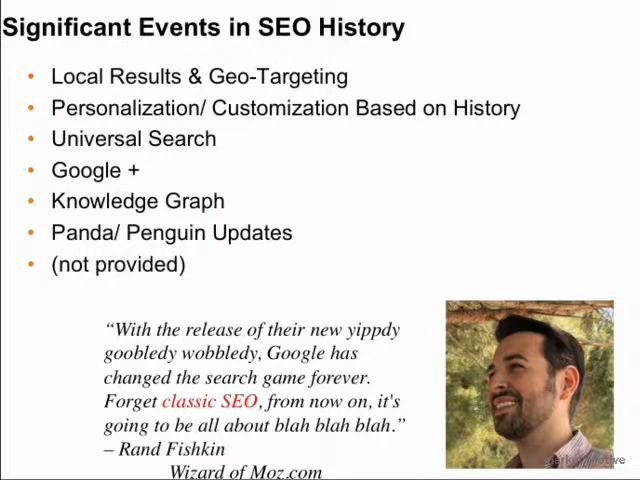 Significant Events in SEO History
• Local Results & Geo-Targeting
• Personalization/ Customization Based on History
• Universal Search
• Google +
• Knowledge Graph
• Panda/ Penguin Updates
• (not provided)
“With the release of their new yippdy
goobledy wobbledy, Google has
changed the search game forever.
Forget classic SEO, from now on, it's
going to be all about blah blah blah.”
– Rand Fishkin
Wizard of Moz.com